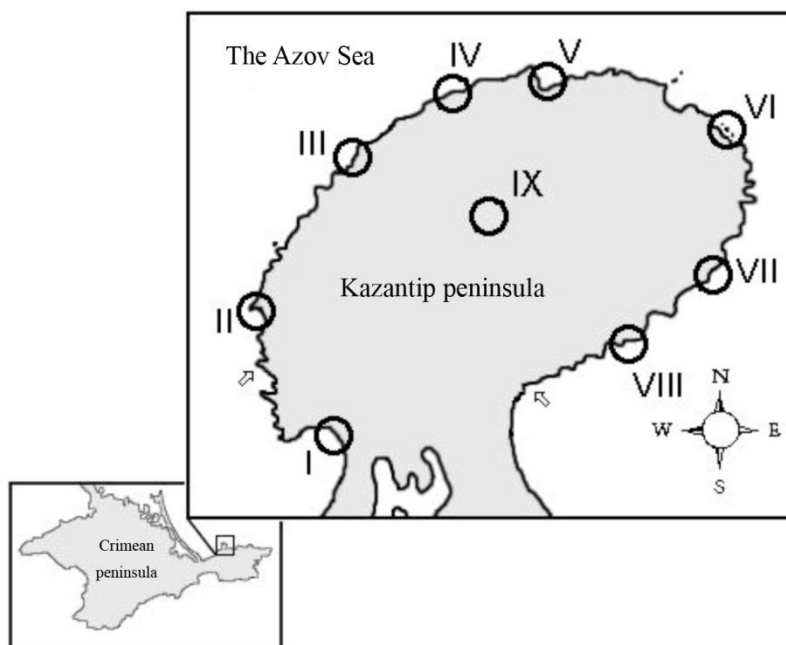 The Azov Sea
IV
V
VI
III
IX
Kazantip peninsula
VII
II
VIII
N
W E
S
I
Crimean
peninsula